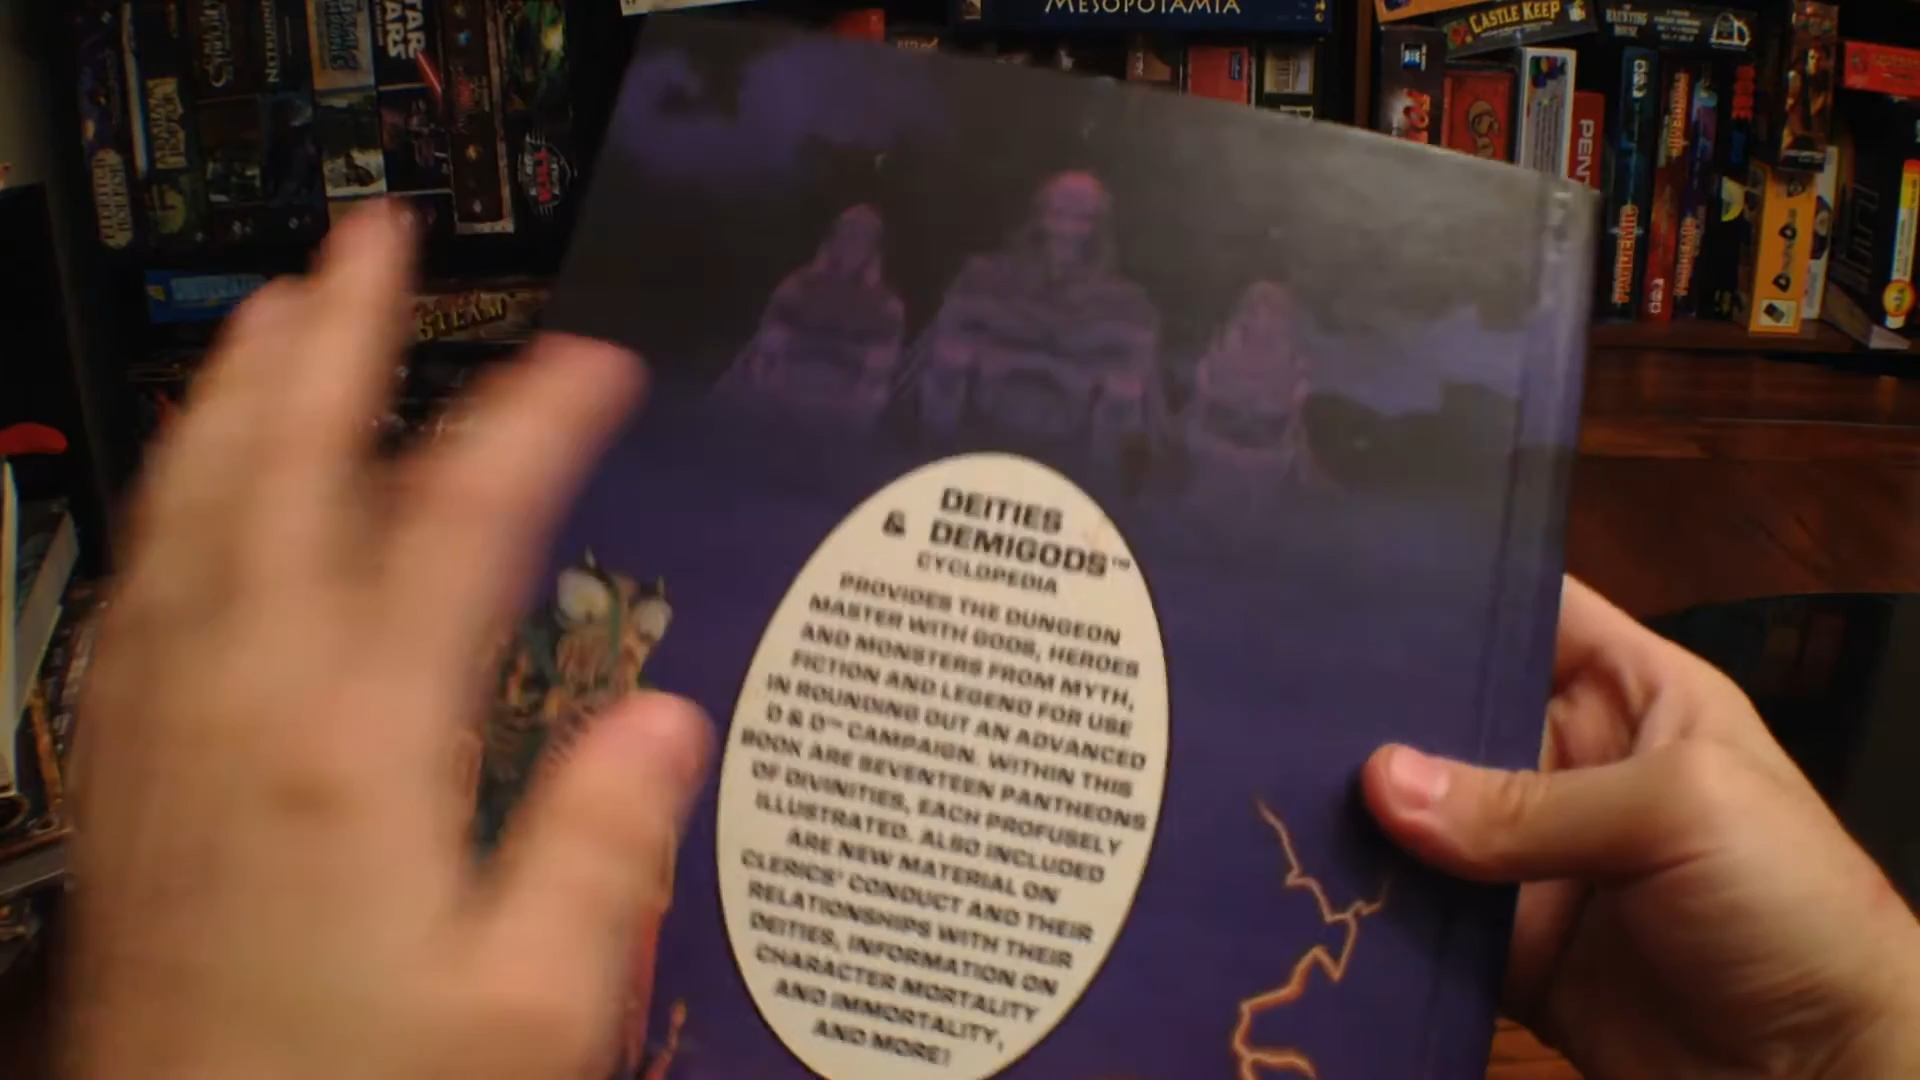 MESOPOTAMIA
CASTLE KEEP
STAR
WARS
STEAM
PANDEMIC
DEITIES
& DEMIGODS™
CYCLOPEDIA
PROVIDES THE DUNGEON
MASTER WITH GODS, HEROES
AND MONSTERS FROM MYTH,
FICTION AND LEGEND FOR USE
IN ROUNDING OUT AN ADVANCED
D & D™ CAMPAIGN. WITHIN THIS
BOOK ARE SEVENTEEN PANTHEONS
OF DIVINITIES, EACH PROFUSELY
ILLUSTRATED. ALSO INCLUDED
ARE NEW MATERIAL ON
CLERICS' CONDUCT AND THEIR
RELATIONSHIPS WITH THEIR
DEITIES, INFORMATION ON
CHARACTER MORTALITY
AND IMMORTALITY,
AND MORE!